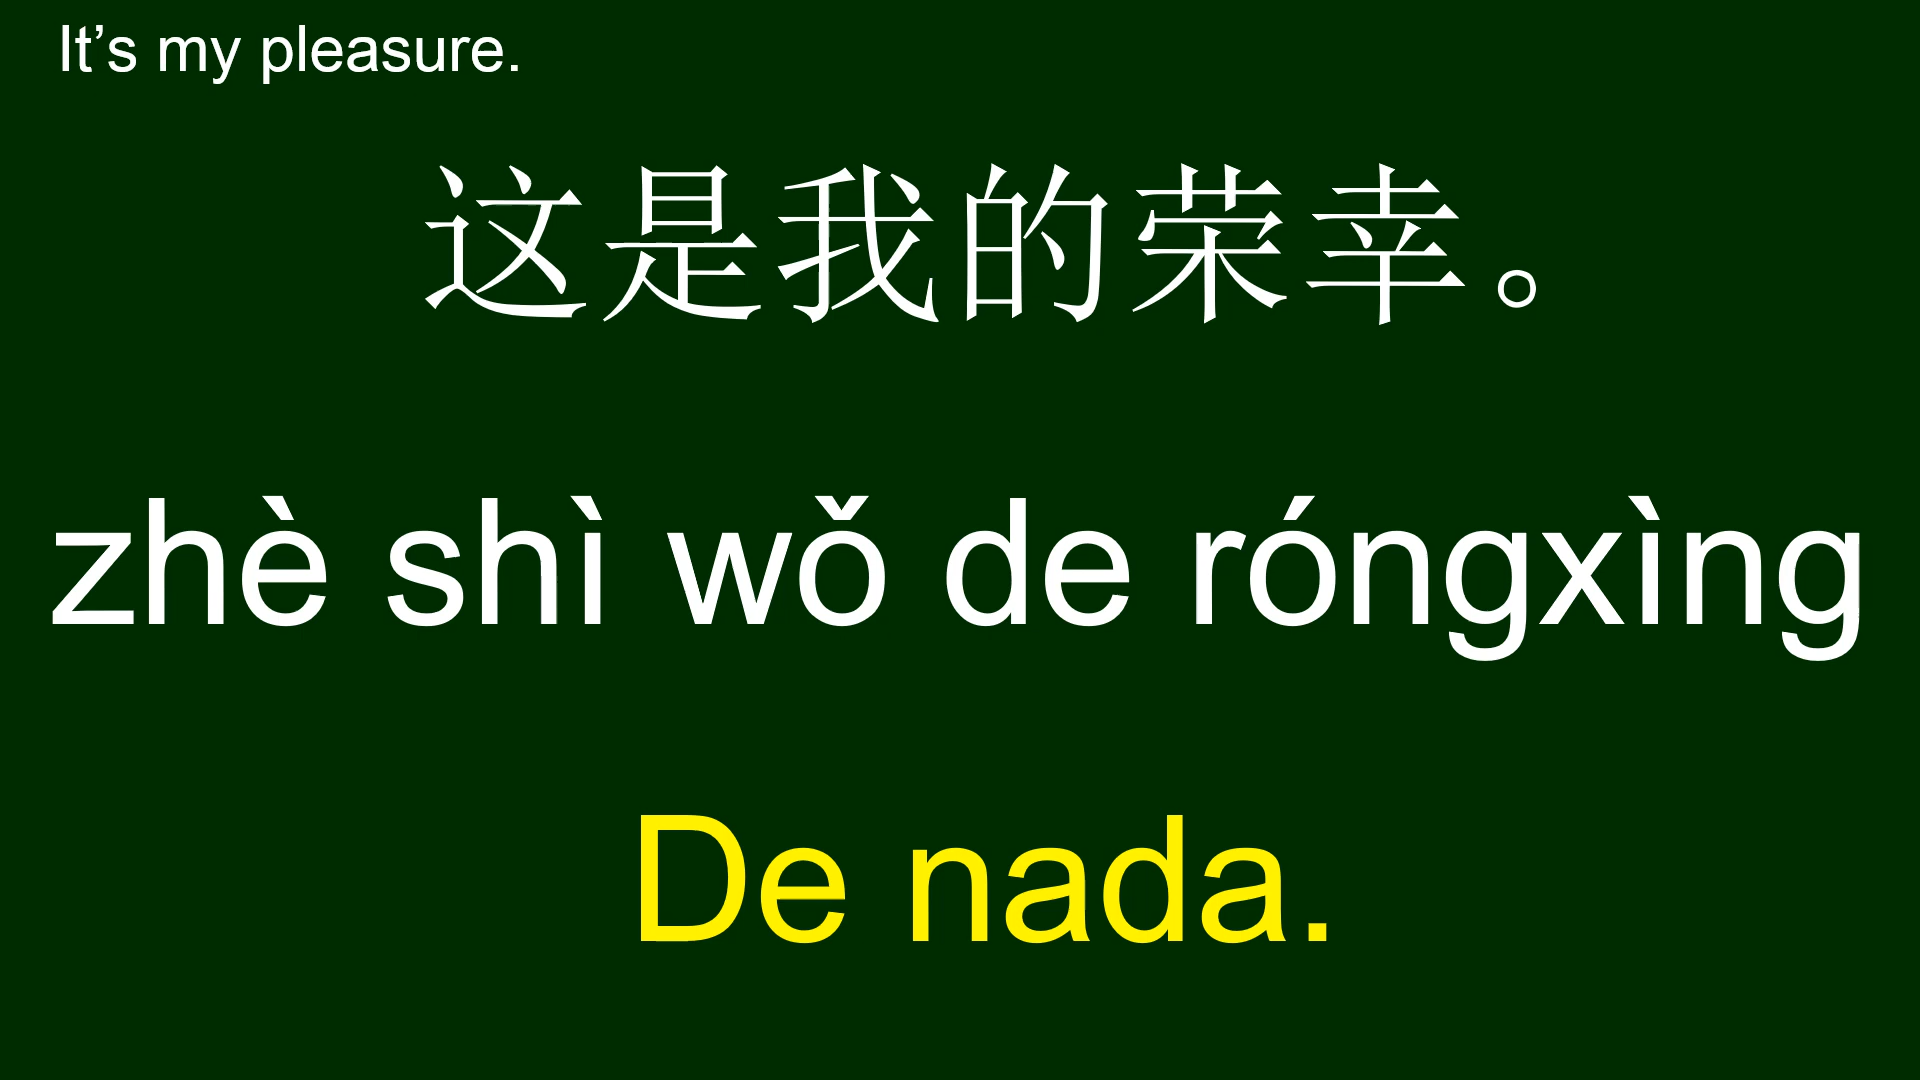 It’s my pleasure.
这是我的荣幸。
zhè shì wǒ de róngxìng
De nada.